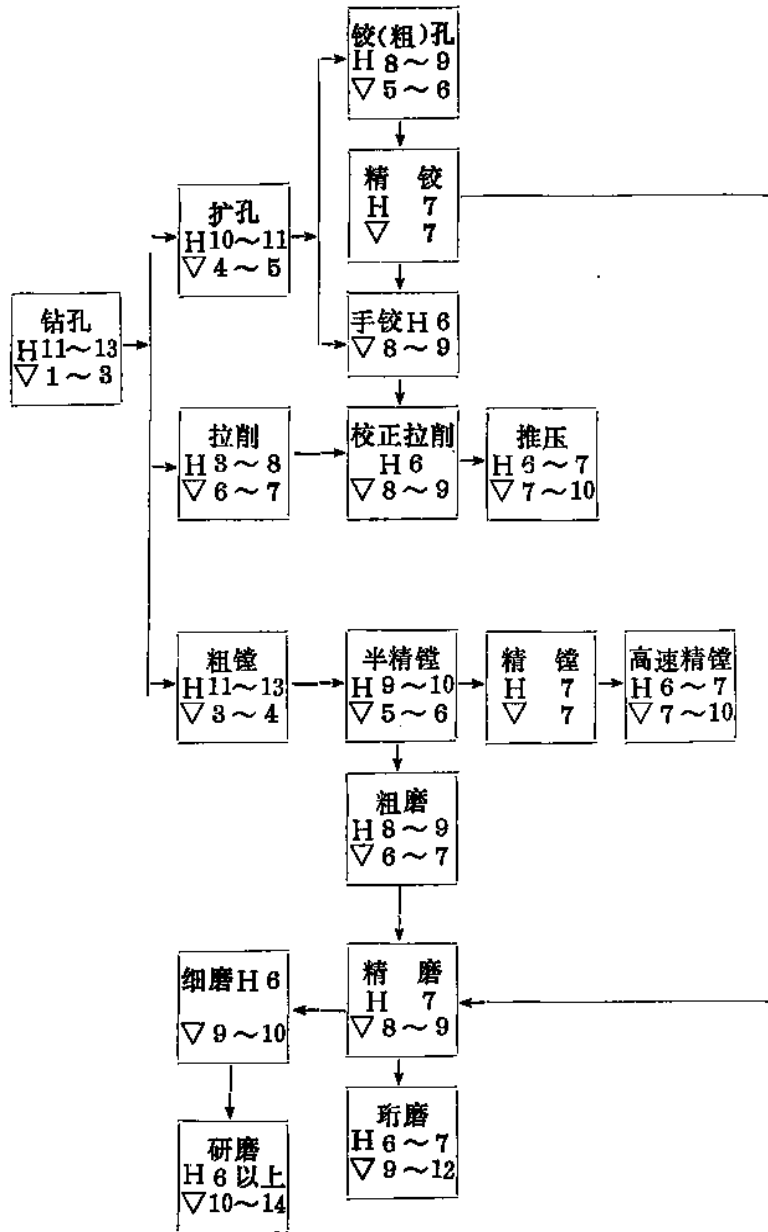 铰(粗)孔
H 8～9
▽ 5～6
精 铰
H 7
▽ 7
扩孔
H 10～11
▽ 4～5
钻孔
H 11～13
▽ 1～3
手铰 H 6
▽ 8～9
拉削
H 3～8
▽ 6～7
校正拉削
H 6
▽ 8～9
推压
H 6～7
▽ 7～10
粗镗
H 11～13
▽ 3～4
半精镗
H 9～10
▽ 5～6
精 镗
H 7
▽ 7
高速精镗
H 6～7
▽ 7～10
粗磨
H 8～9
▽ 6～7
精 磨
H 7
▽ 8～9
细磨 H 6
▽ 9～10
珩磨
H 6～7
▽ 9～12
研磨
H 6 以上
▽ 10～14